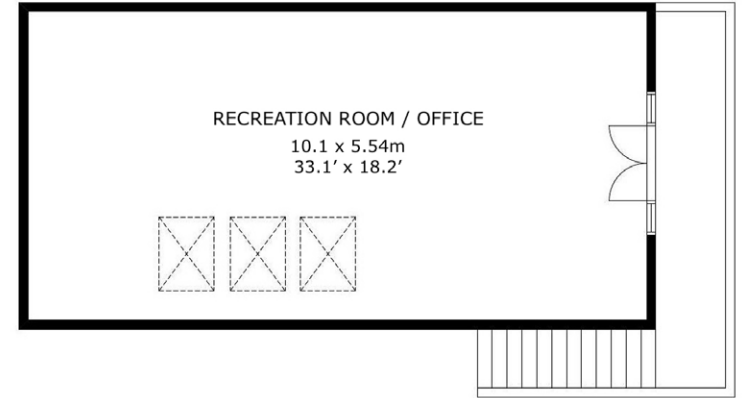 RECREATION ROOM / OFFICE
10.1 x 5.54m
33.1’ x 18.2’